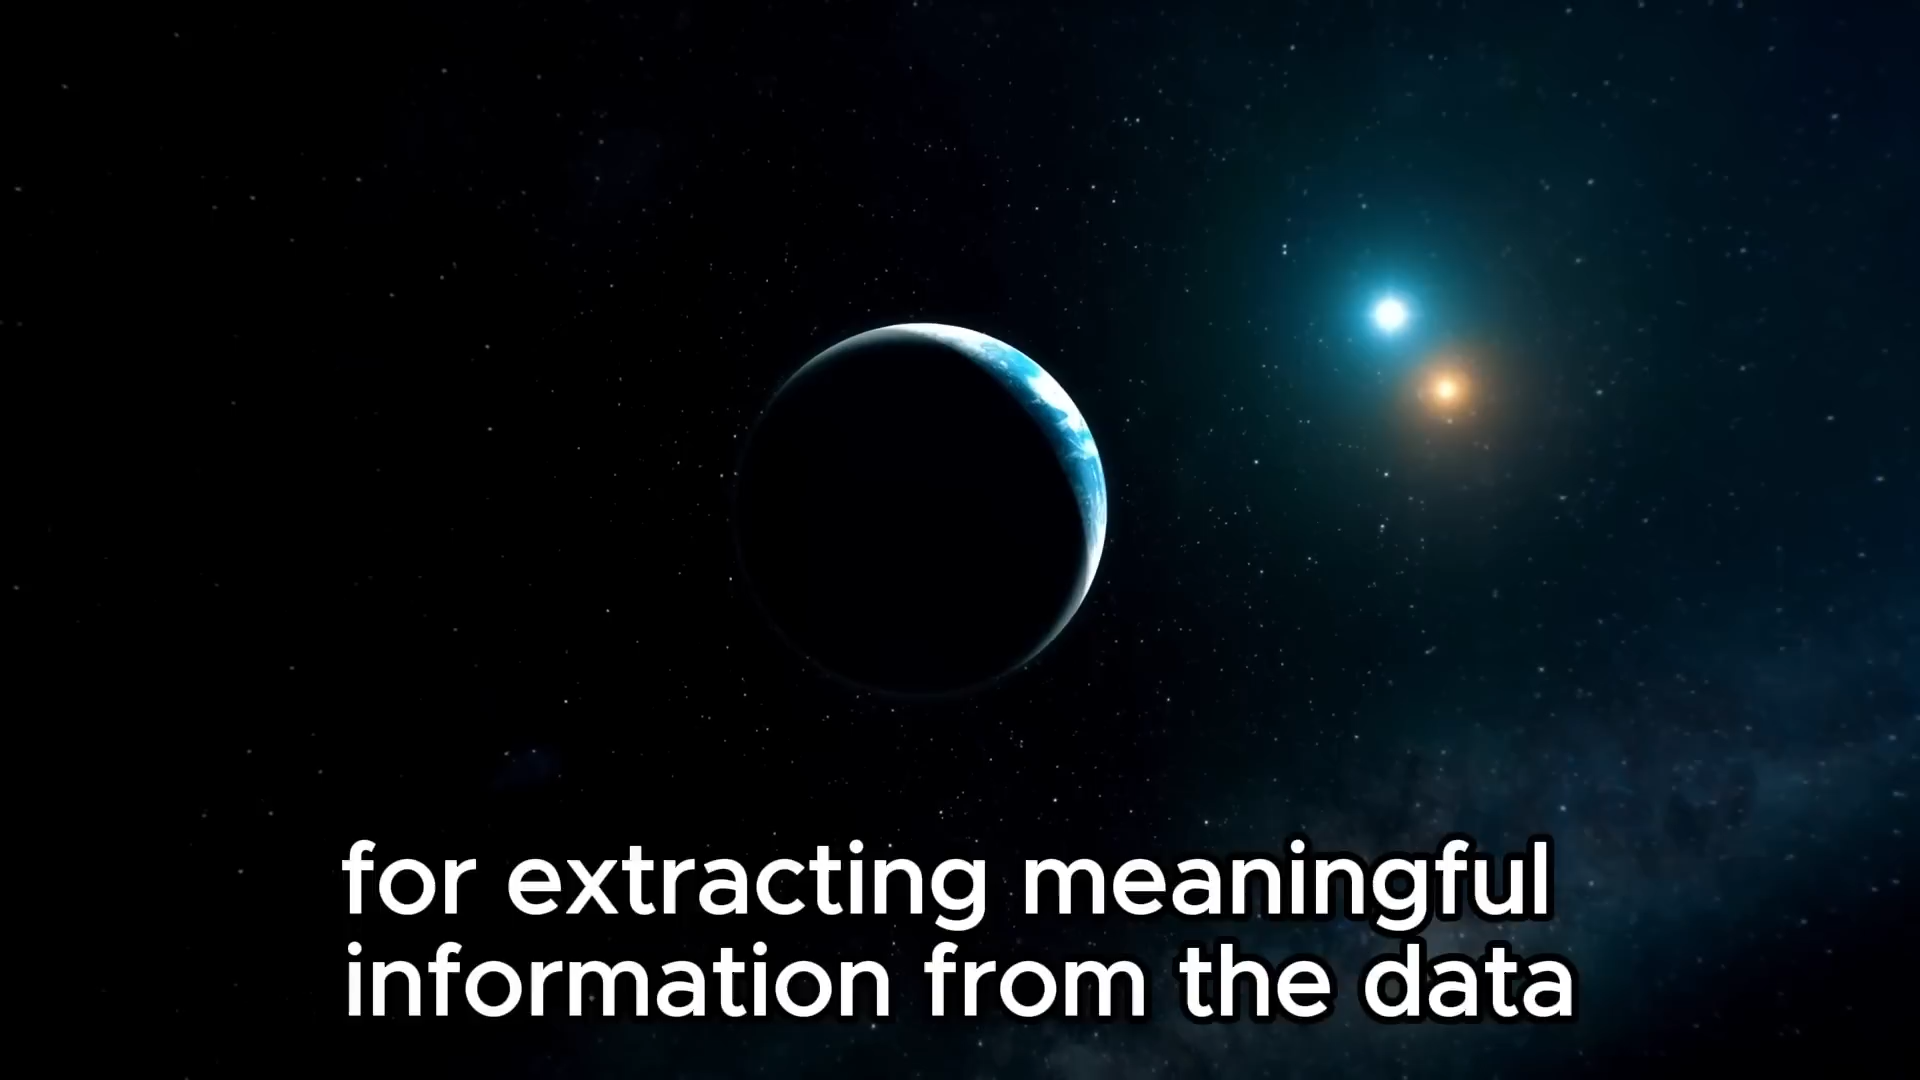 for extracting meaningful
information from the data